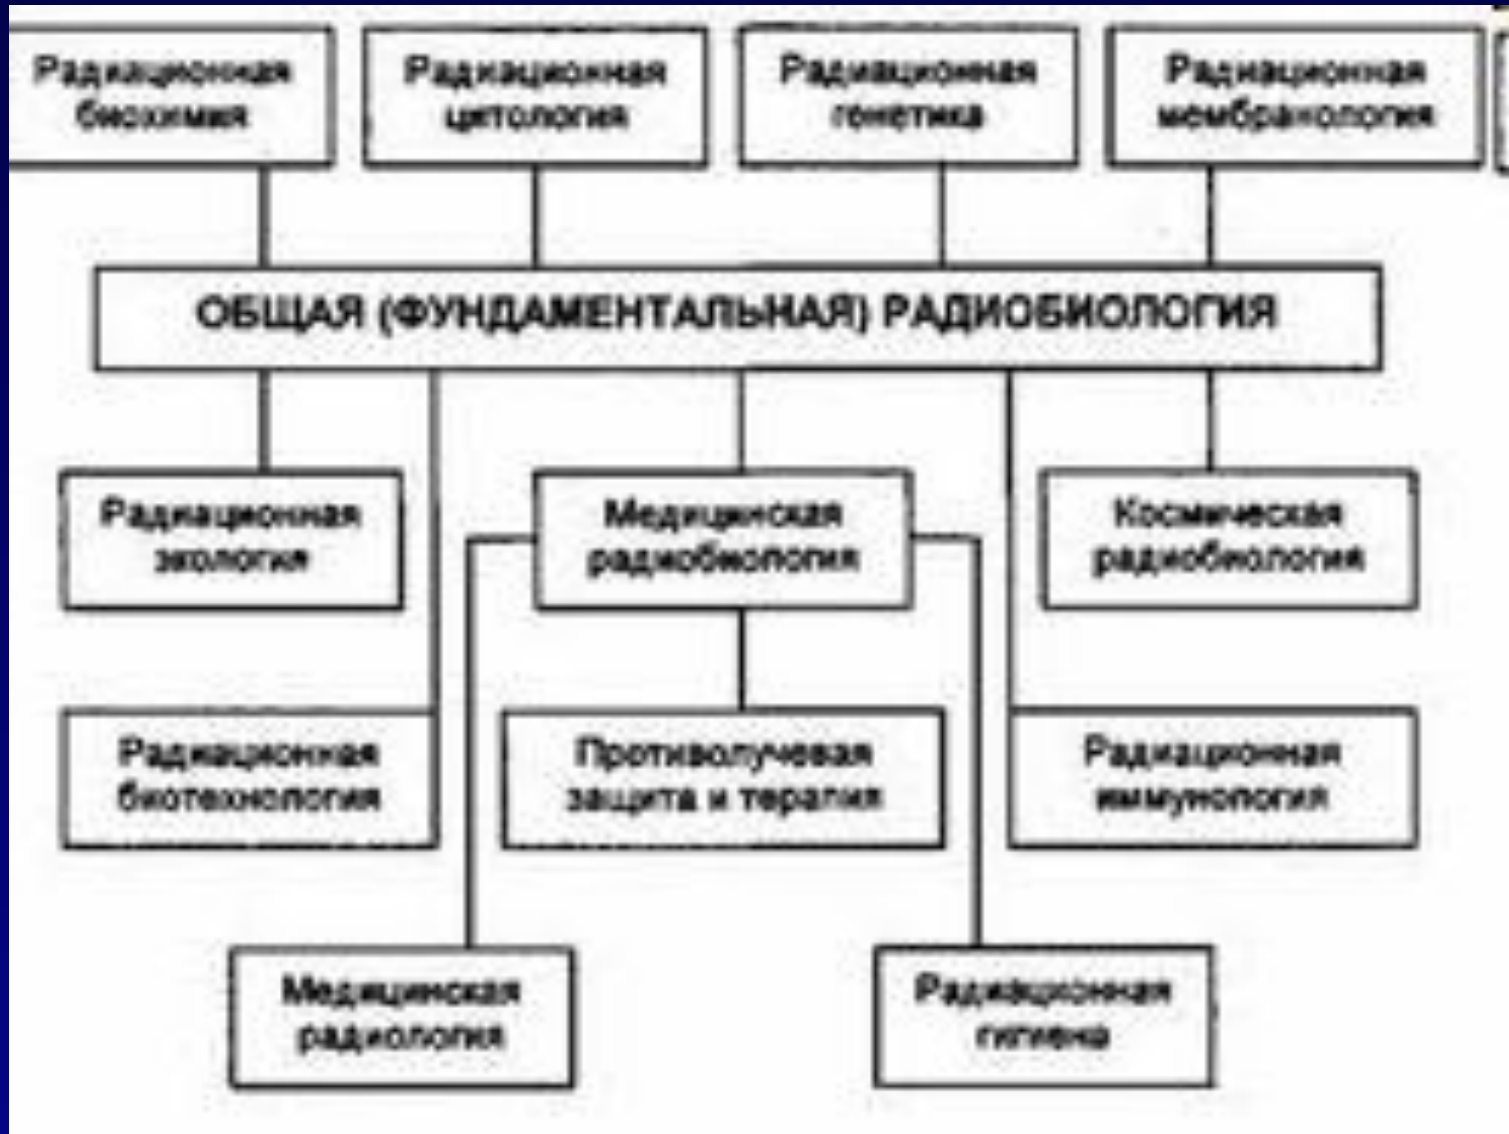 Радиационная
биохимия
Радиационная
цитология
Радиационная
генетика
Радиационная
мембранология
ОБЩАЯ (ФУНДАМЕНТАЛЬНАЯ) РАДИОБИОЛОГИЯ
Радиационная
экология
Медицинская
радиобиология
Космическая
радиобиология
Радиационная
биотехнология
Противолучевая
защита и терапия
Радиационная
иммунология
Медицинская
радиология
Радиационная
гигиена